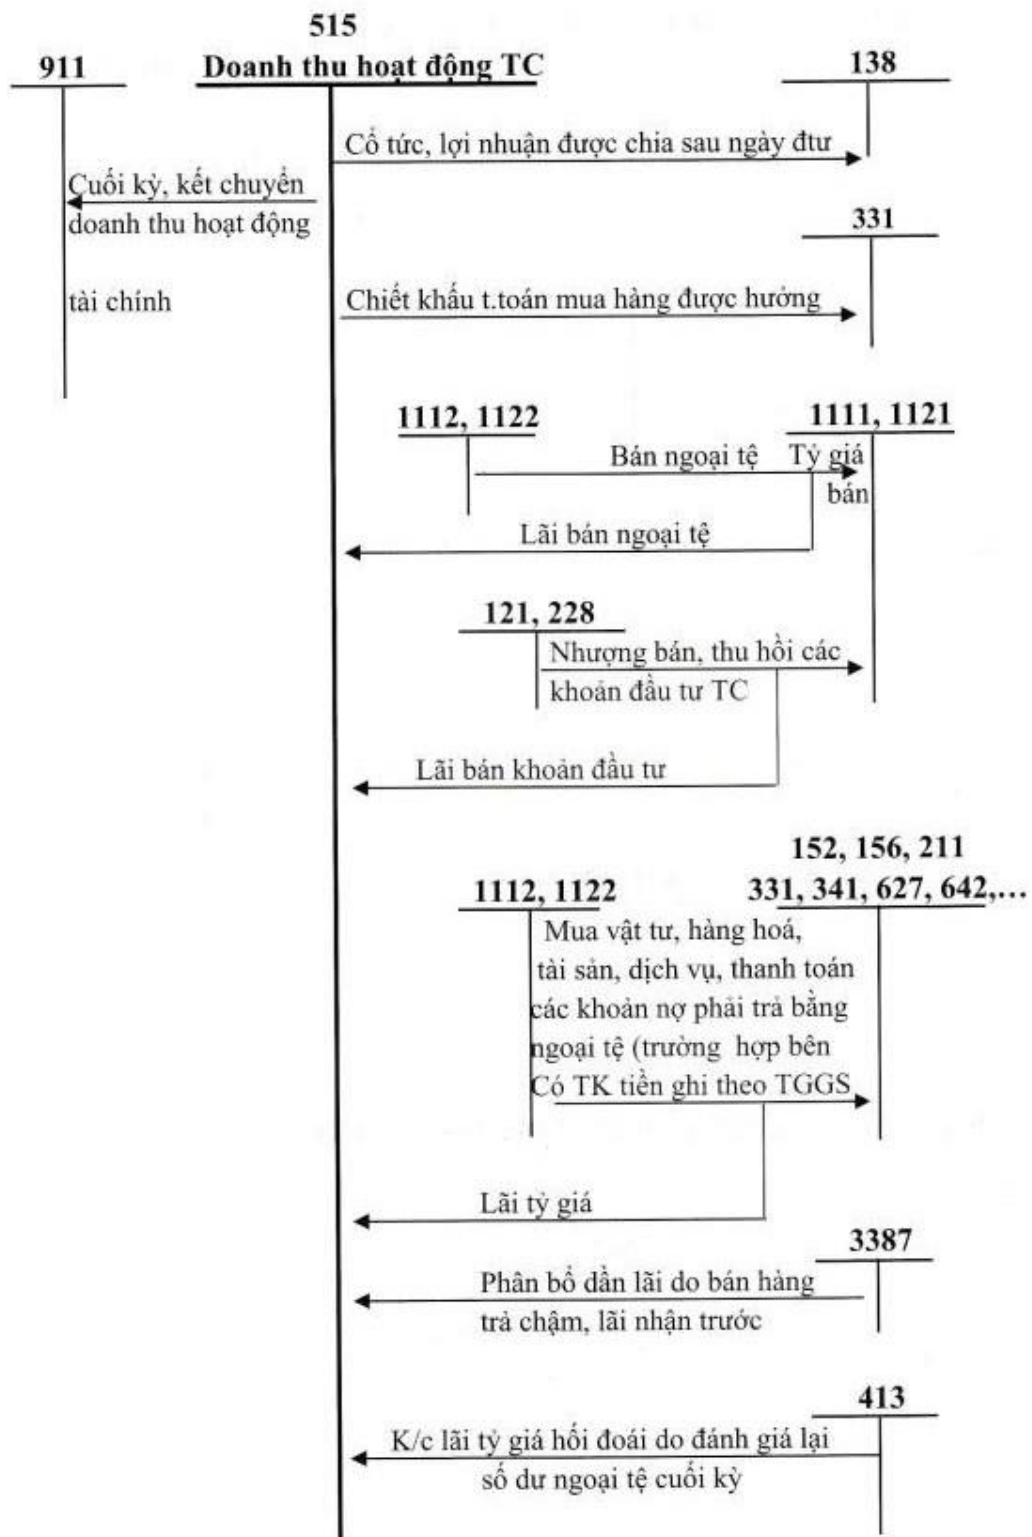 515
911
Doanh thu hoạt động TC
138
Cổ tức, lợi nhuận được chia sau ngày đtư
Cuối kỳ, kết chuyển
doanh thu hoạt động
tài chính
331
Chiết khấu t.toán mua hàng được hưởng
1112, 1122
1111, 1121
Bán ngoại tệ
Tỷ giá
bán
Lãi bán ngoại tệ
121, 228
Nhượng bán, thu hồi các
khoản đầu tư TC
Lãi bán khoản đầu tư
152, 156, 211
1112, 1122
331, 341, 627, 642,...
Mua vật tư, hàng hoá,
tài sản, dịch vụ, thanh toán
các khoản nợ phải trả bằng
ngoại tệ (trường hợp bên
Có TK tiền ghi theo TGGS
Lãi tỷ giá
3387
Phân bổ dần lãi do bán hàng
trả chậm, lãi nhận trước
413
K/c lãi tỷ giá hối đoái do đánh giá lại
số dư ngoại tệ cuối kỳ